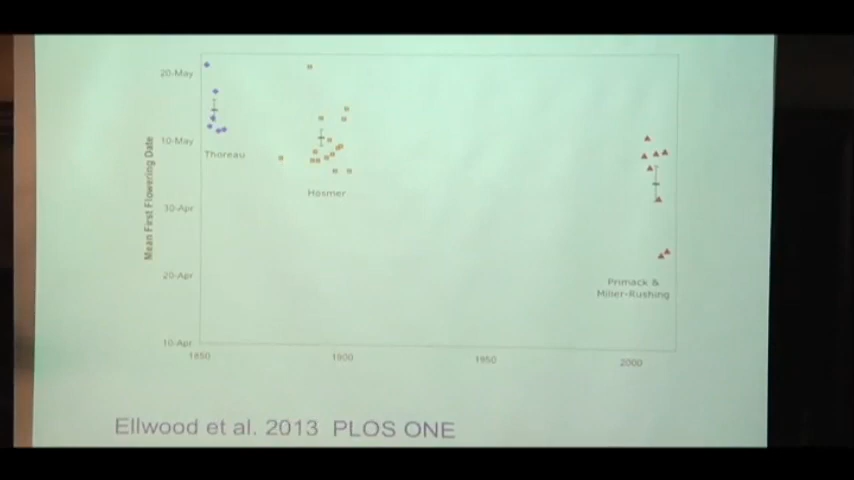 20-May
10-May
30-Apr
20-Apr
10-Apr
Mean First Flowering Date
Thoreau
Hosmer
Primack &
Miller-Rushing
1850
1900
1950
2000
Ellwood et al. 2013 PLOS ONE